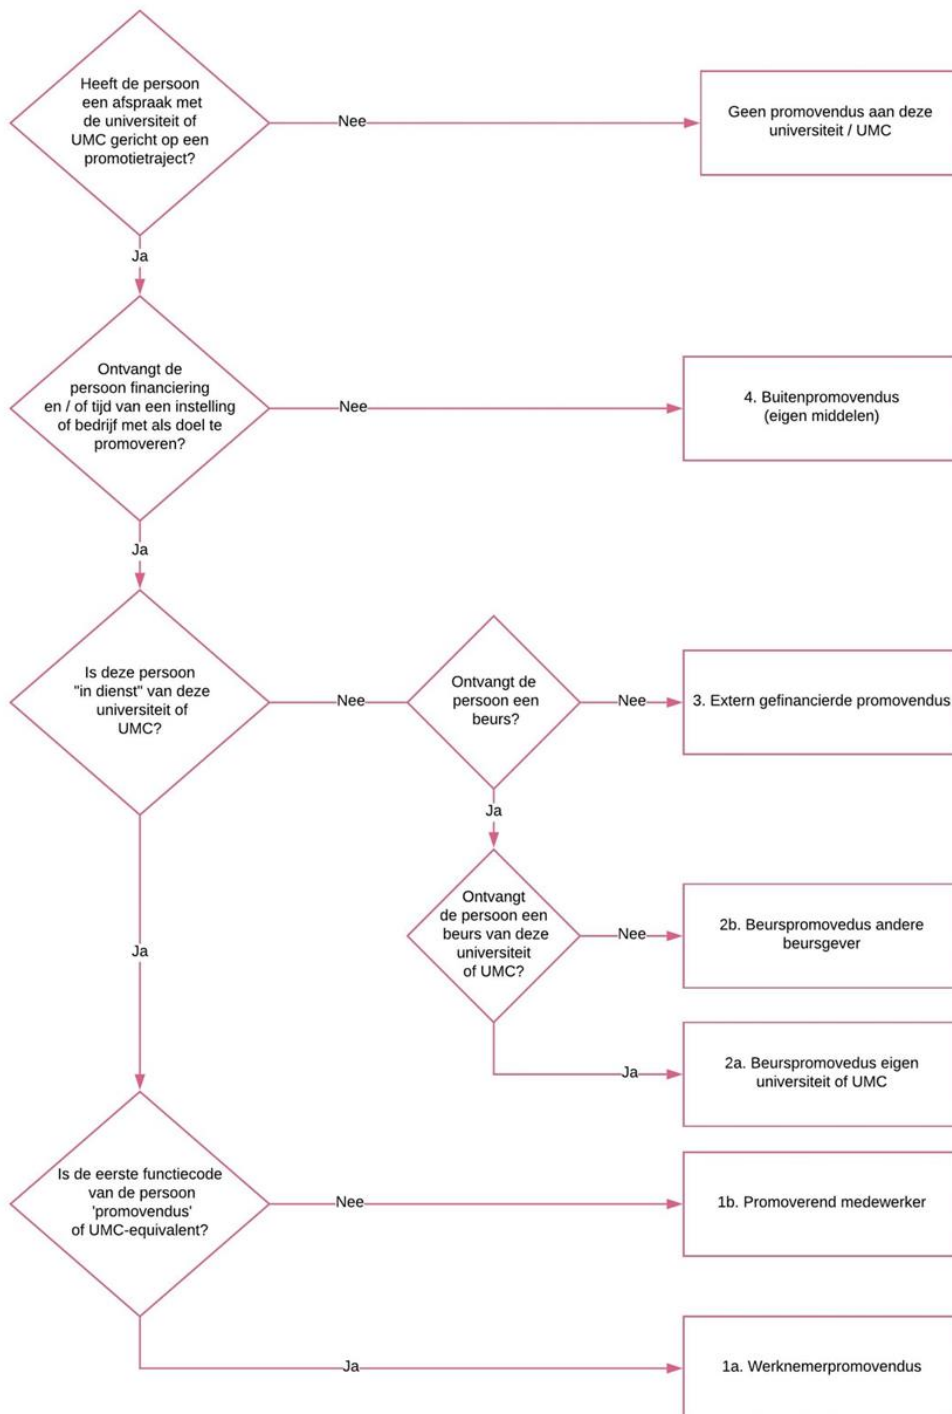 Heeft de persoon
een afspraak met
de universiteit of
UMC gericht op een
promotietraject?
Nee
Geen promovendus aan deze
universiteit / UMC
Ja
Ontvangt de
persoon financiering
en / of tijd van een instelling
of bedrijf met als doel te
promoveren?
Nee
4. Buitenpromovendus
(eigen middelen)
Ja
Is deze persoon
"in dienst" van deze
universiteit of
UMC?
Nee
Ontvangt de
persoon een
beurs?
Nee
3. Extern gefinancierde promovendus
Ja
Ontvangt
de persoon een
beurs van deze
universiteit
of UMC?
Nee
2b. Beurspromovedus andere
beursgever
Ja
2a. Beurspromovedus eigen
universiteit of UMC
Ja
Is de eerste functiecode
van de persoon
'promovendus'
of UMC-equivalent?
Nee
1b. Promoverend medewerker
Ja
1a. Werknemerpromovendus